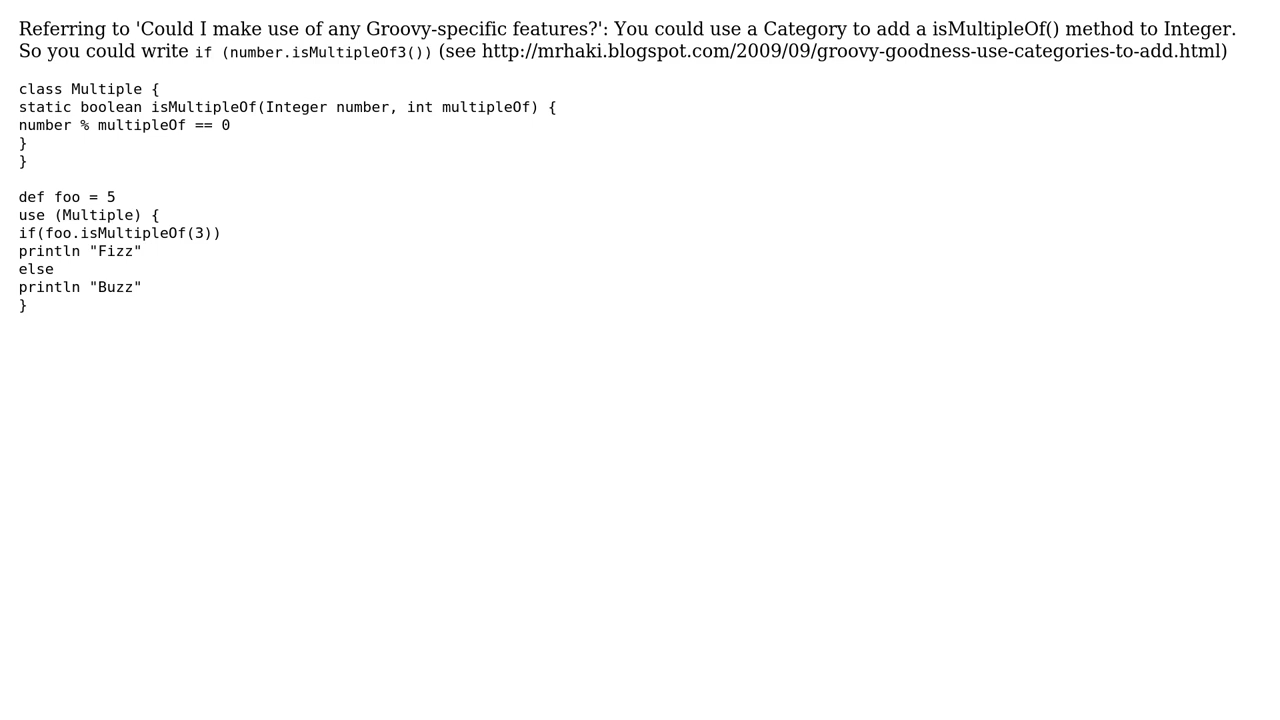 Referring to 'Could I make use of any Groovy-specific features?': You could use a Category to add a isMultipleOf() method to Integer.
So you could write if (number.isMultipleOf3()) (see http://mrhaki.blogspot.com/2009/09/groovy-goodness-use-categories-to-add.html)
class Multiple {
static boolean isMultipleOf(Integer number, int multipleOf) {
number % multipleOf == 0
}
}
def foo = 5
use (Multiple) {
if(foo.isMultipleOf(3))
println "Fizz"
else
println "Buzz"
}